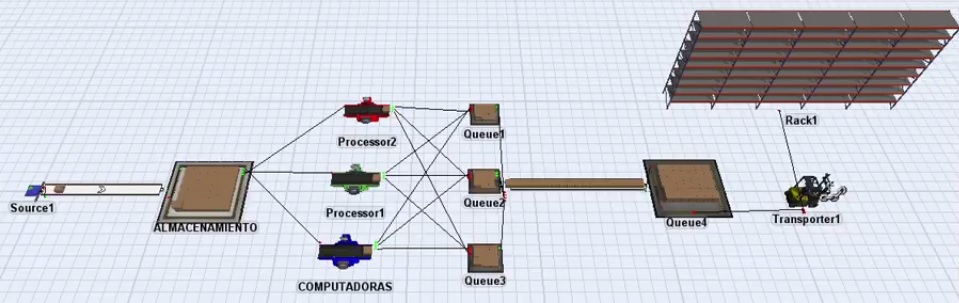 Rack1
Processor2
Queue1
Source1
ALMACENAMIENTO
Processor1
Queue2
Queue4
Transporter1
COMPUTADORAS
Queue3